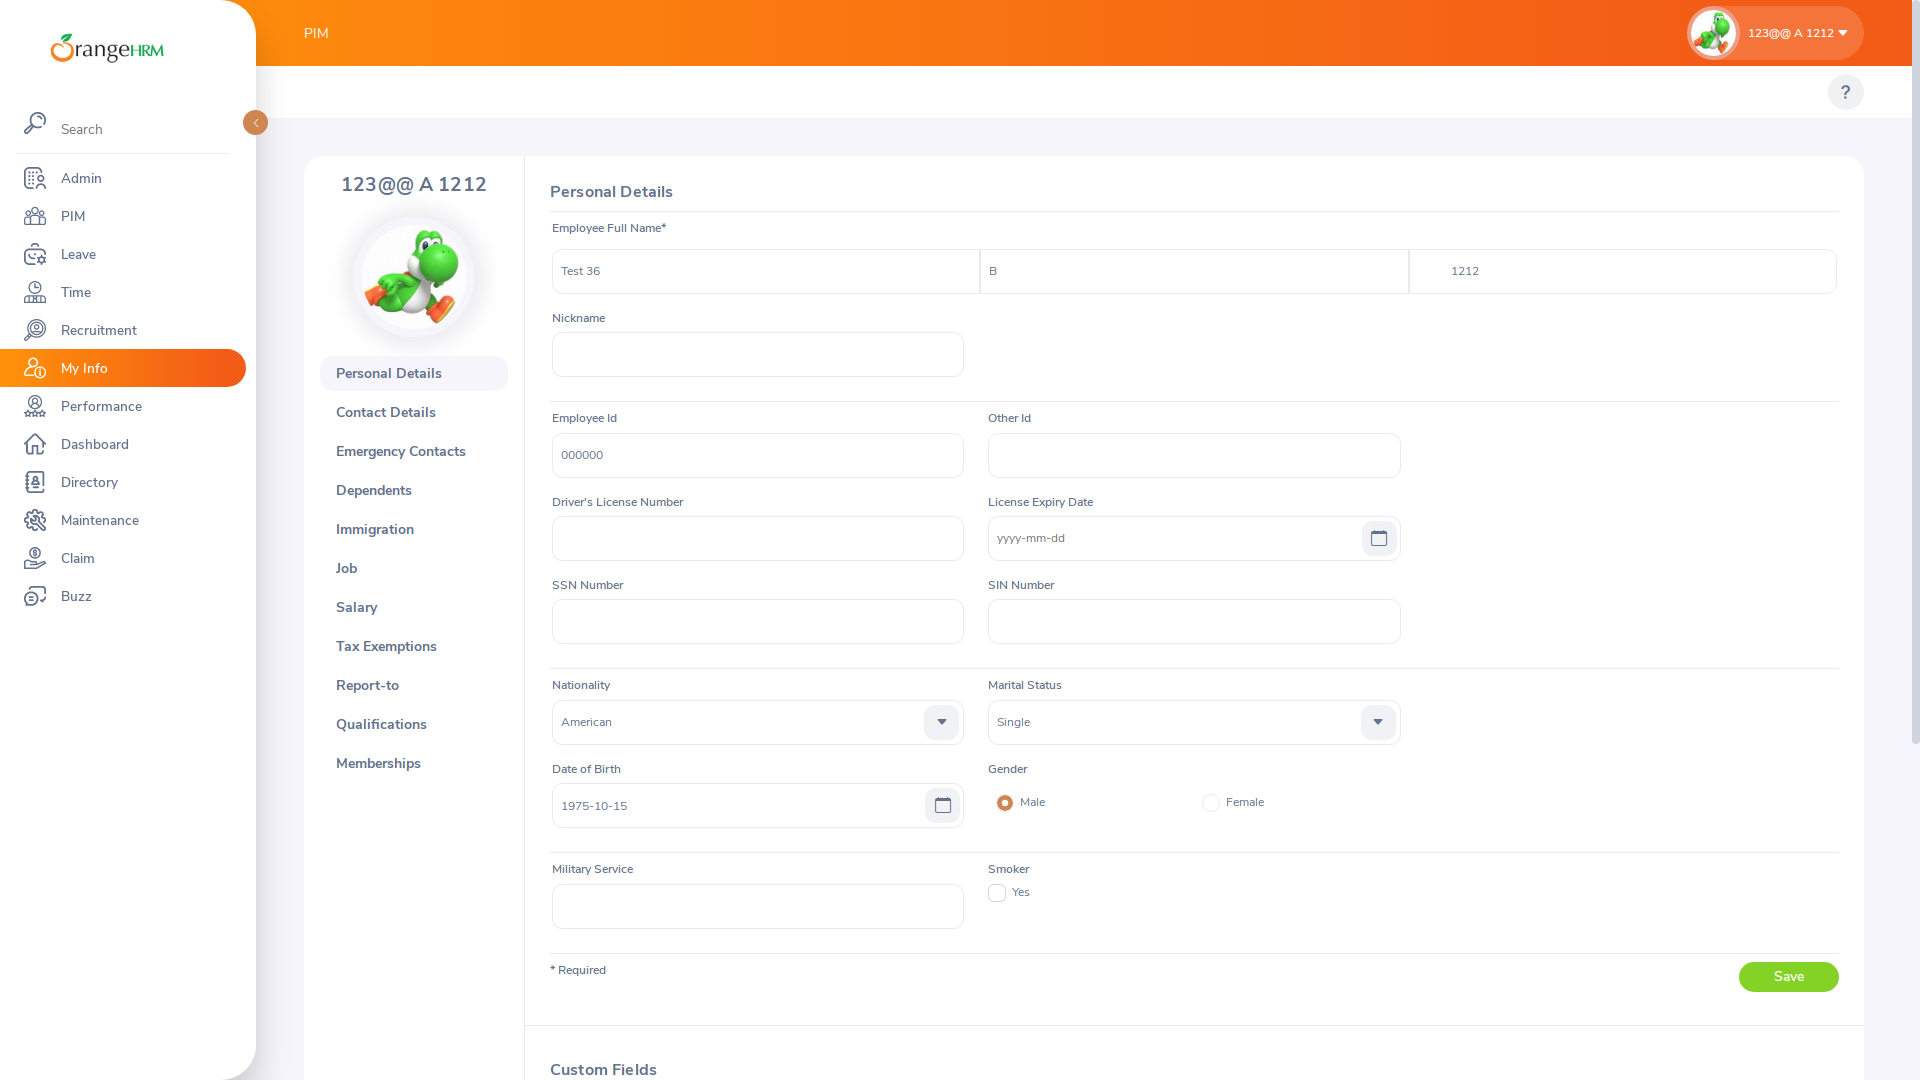 OrangeHRM
PIM
123@@ A 1212
?
Search
Admin
PIM
Leave
Time
Recruitment
My Info
Performance
Dashboard
Directory
Maintenance
Claim
Buzz
123@@ A 1212
Personal Details
Contact Details
Emergency Contacts
Dependents
Immigration
Job
Salary
Tax Exemptions
Report-to
Qualifications
Memberships
Personal Details
Employee Full Name*
Test 36 B 1212
Nickname
Employee Id Other Id
000000
Driver's License Number License Expiry Date
yyyy-mm-dd
SSN Number SIN Number
Nationality Marital Status
American Single
Date of Birth Gender
1975-10-15 Male Female
Military Service Smoker
Yes
* Required
Save
Custom Fields